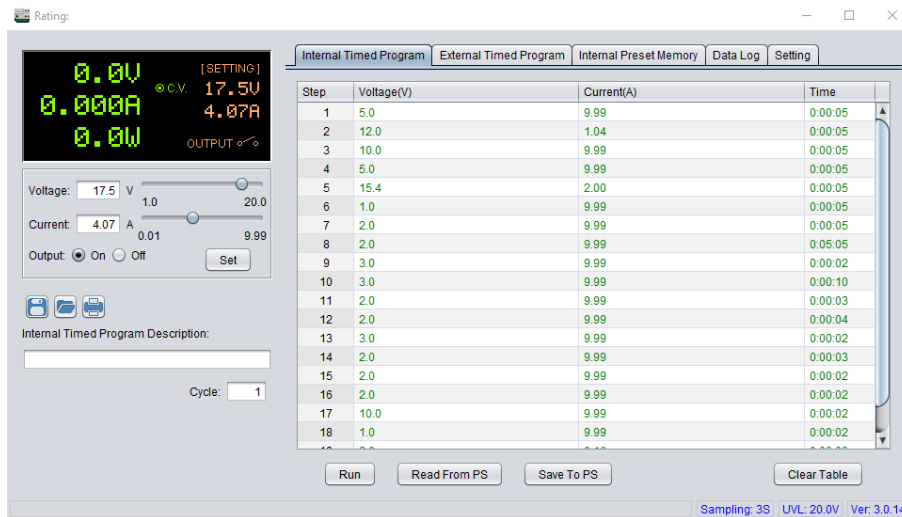 Rating:
0.0V
0.000A
0.0W
C.V.
[SETTING]
17.5V
4.07A
OUTPUT
Voltage: 17.5 V
1.0 20.0
Current: 4.07 A
0.01 9.99
Output: On Off
Set
Internal Timed Program Description:
Cycle: 1
Internal Timed Program External Timed Program Internal Preset Memory Data Log Setting
Step Voltage(V) Current(A) Time
1 5.0 9.99 0:00:05
2 12.0 1.04 0:00:05
3 10.0 9.99 0:00:05
4 5.0 9.99 0:00:05
5 15.4 2.00 0:00:05
6 1.0 9.99 0:00:05
7 2.0 9.99 0:00:05
8 2.0 9.99 0:05:05
9 3.0 9.99 0:00:02
10 3.0 9.99 0:00:10
11 2.0 9.99 0:00:03
12 2.0 9.99 0:00:04
13 3.0 9.99 0:00:02
14 2.0 9.99 0:00:03
15 2.0 9.99 0:00:02
16 2.0 9.99 0:00:02
17 10.0 9.99 0:00:02
18 1.0 9.99 0:00:02
Run Read From PS Save To PS Clear Table
Sampling: 3S UVL: 20.0V Ver: 3.0.14